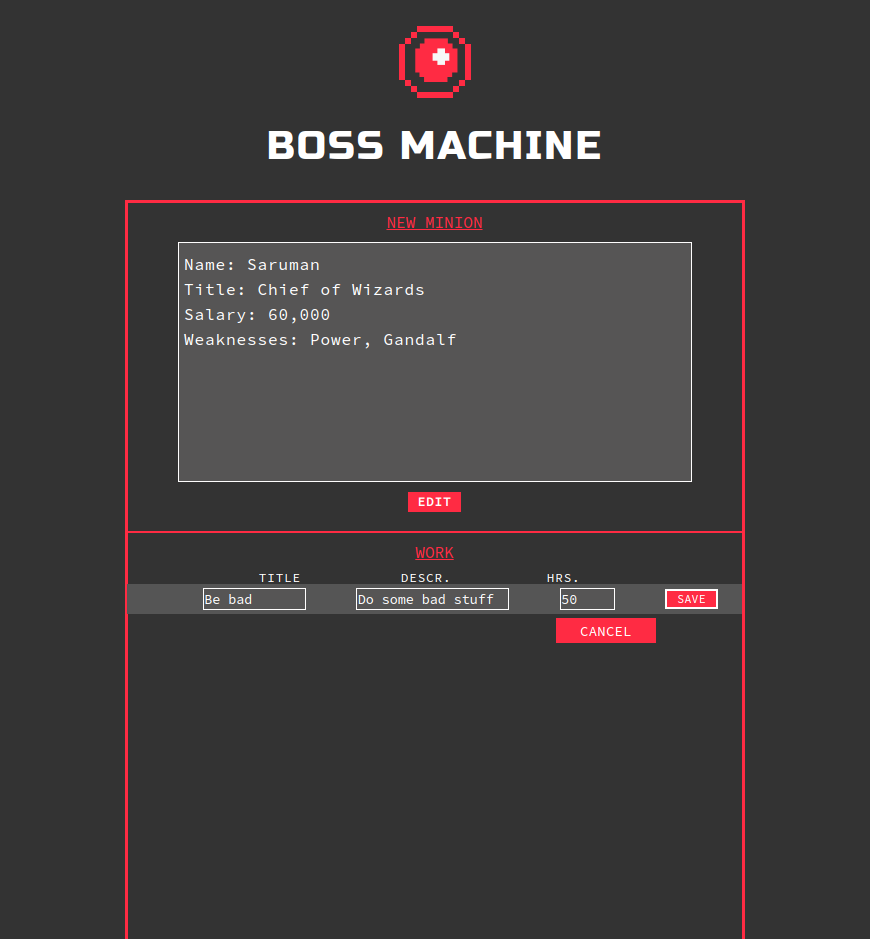 BOSS MACHINE
NEW MINION
Name: Saruman
Title: Chief of Wizards
Salary: 60,000
Weaknesses: Power, Gandalf
EDIT
WORK
TITLE DESCR. HRS.
Be bad Do some bad stuff 50 SAVE
CANCEL